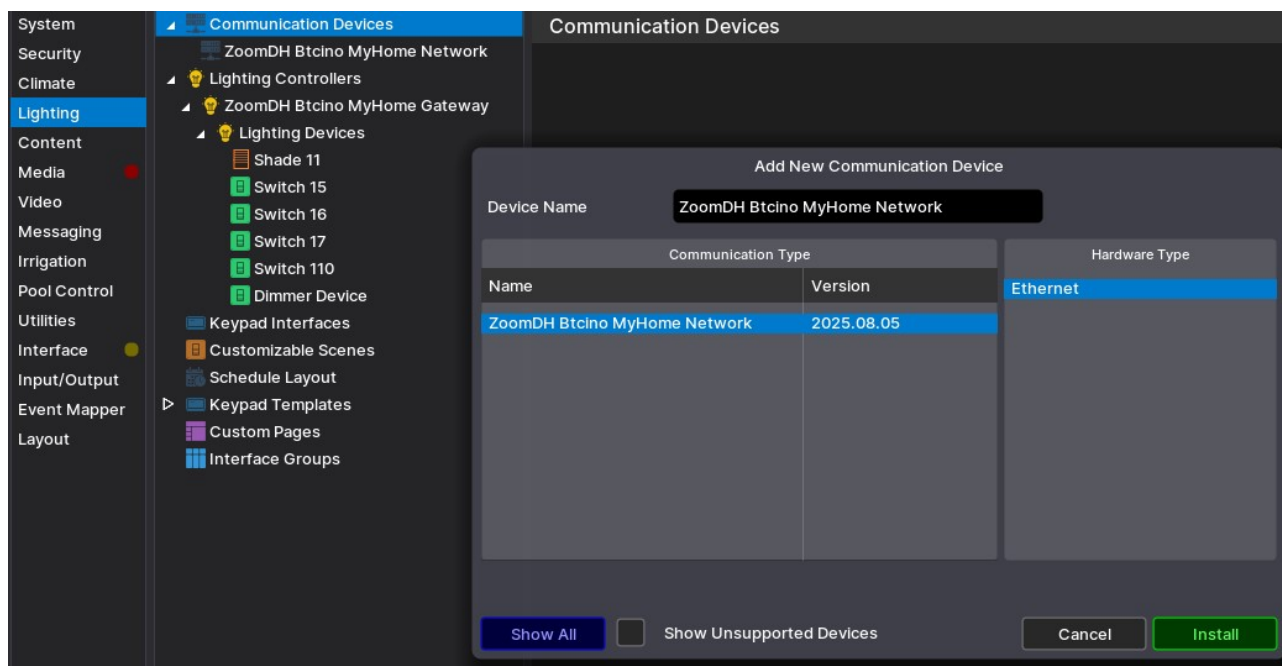 System
Security
Climate
Lighting
Content
Media
Video
Messaging
Irrigation
Pool Control
Utilities
Interface
Input/Output
Event Mapper
Layout
Communication Devices
ZoomDH Btcino MyHome Network
Lighting Controllers
ZoomDH Btcino MyHome Gateway
Lighting Devices
Shade 11
Switch 15
Switch 16
Switch 17
Switch 110
Dimmer Device
Keypad Interfaces
Customizable Scenes
Schedule Layout
Keypad Templates
Custom Pages
Interface Groups
Communication Devices
Add New Communication Device
Device Name ZoomDH Btcino MyHome Network
Communication Type Hardware Type
Name Version Ethernet
ZoomDH Btcino MyHome Network 2025.08.05
Show All Show Unsupported Devices Cancel Install